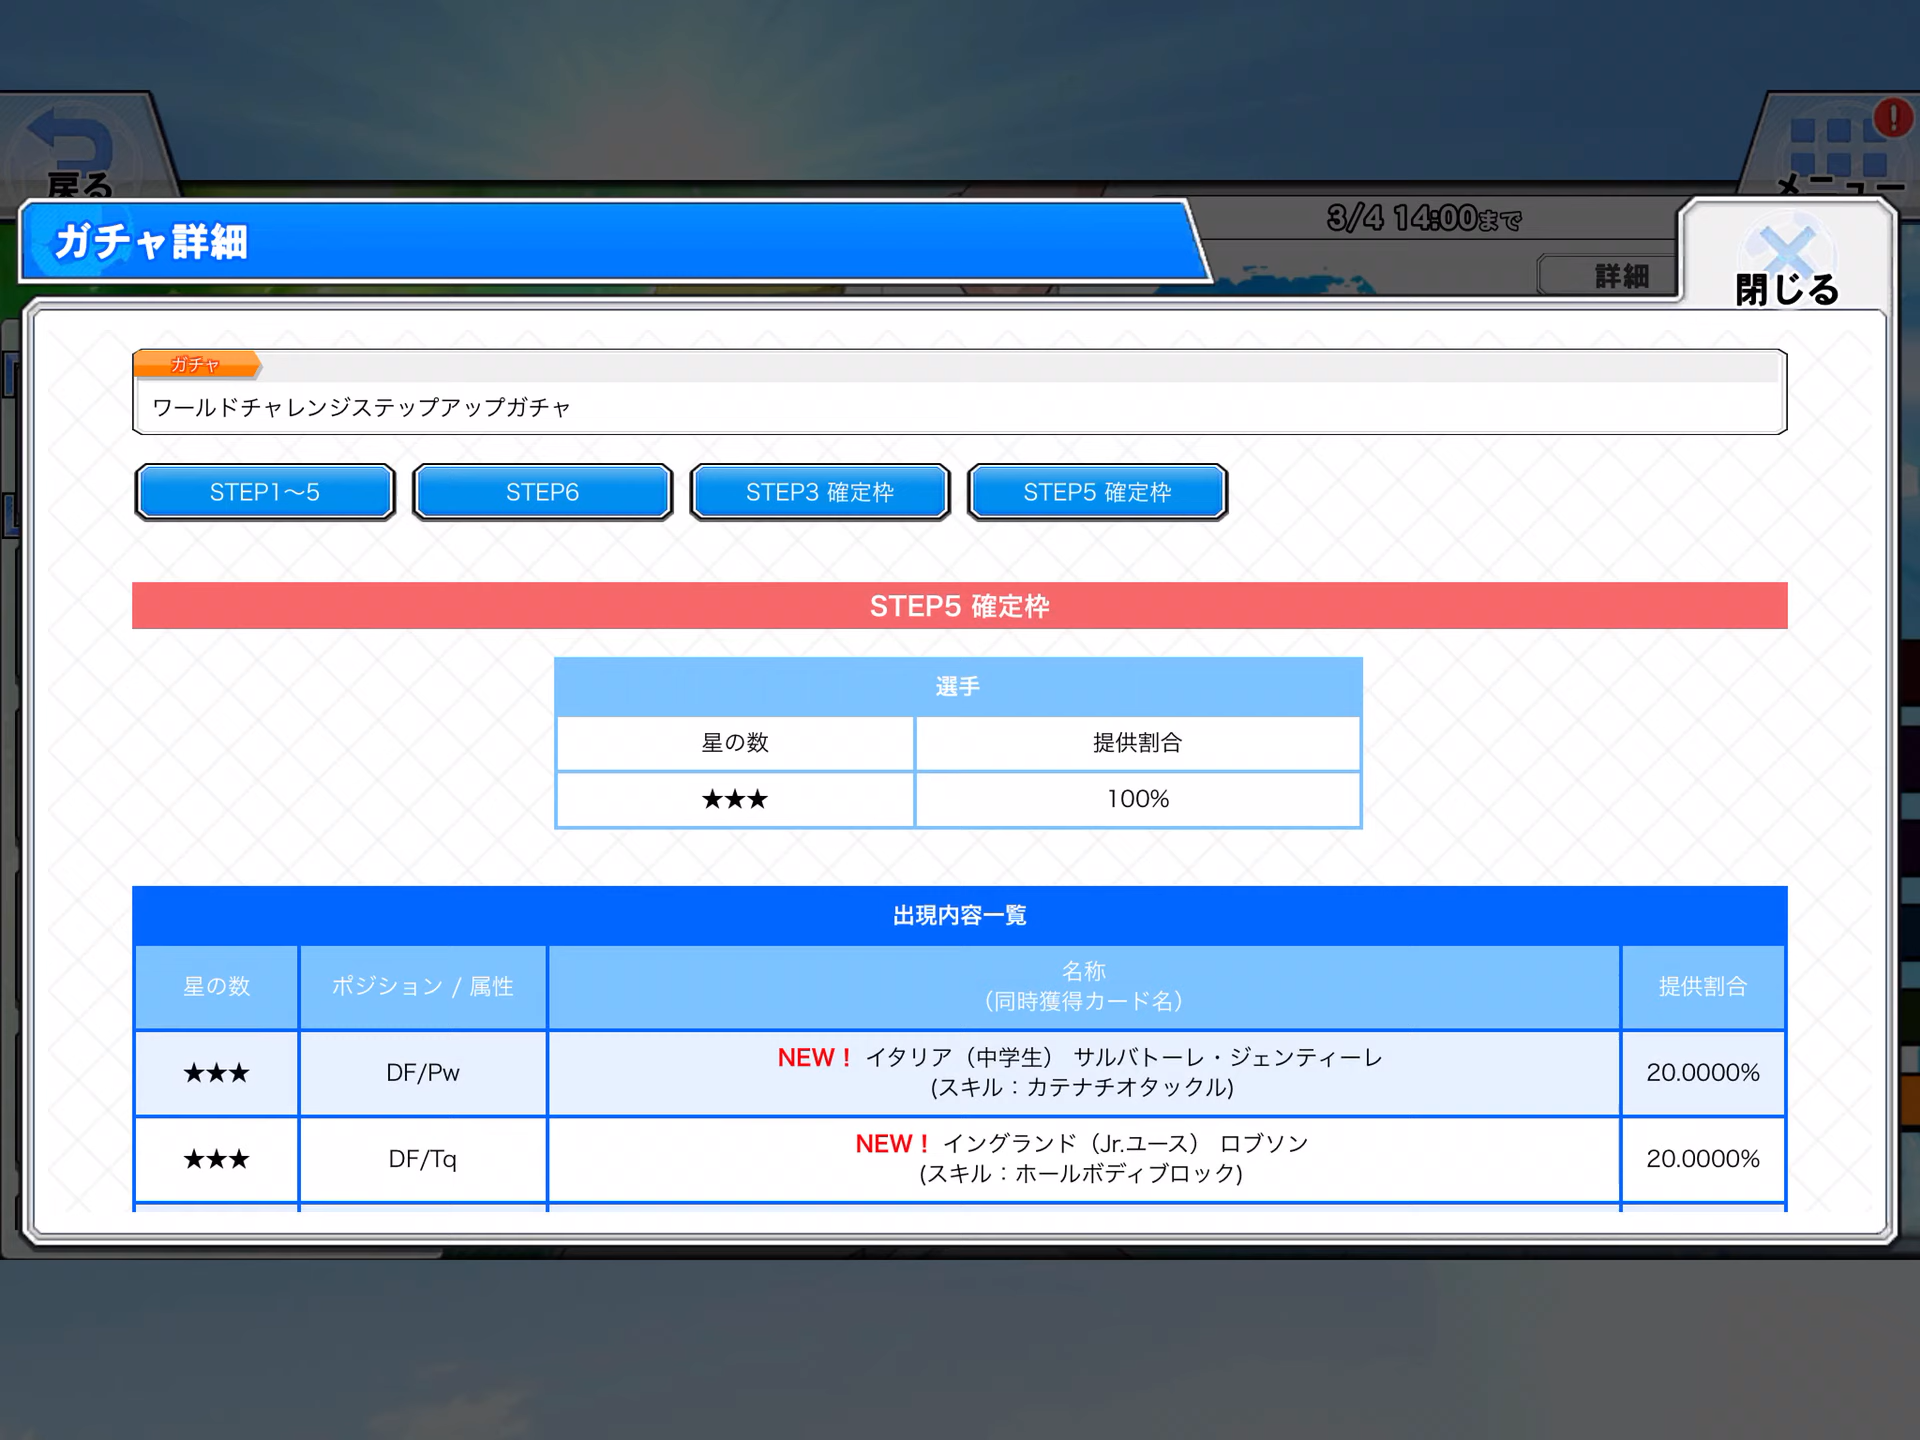 戻る
メニュー
ガチャ詳細
3/4 14:00まで
詳細
閉じる
ガチャ
ワールドチャレンジステップアップガチャ
STEP1～5
STEP6
STEP3 確定枠
STEP5 確定枠
STEP5 確定枠
選手
星の数 提供割合
★★★ 100%
出現内容一覧
星の数 ポジション / 属性 名称
（同時獲得カード名） 提供割合
★★★ DF/Pw NEW！ イタリア（中学生） サルバトーレ・ジェンティーレ
(スキル：カテナチオタックル) 20.0000%
★★★ DF/Tq NEW！ イングランド（Jr.ユース） ロブソン
(スキル：ホールボディブロック) 20.0000%